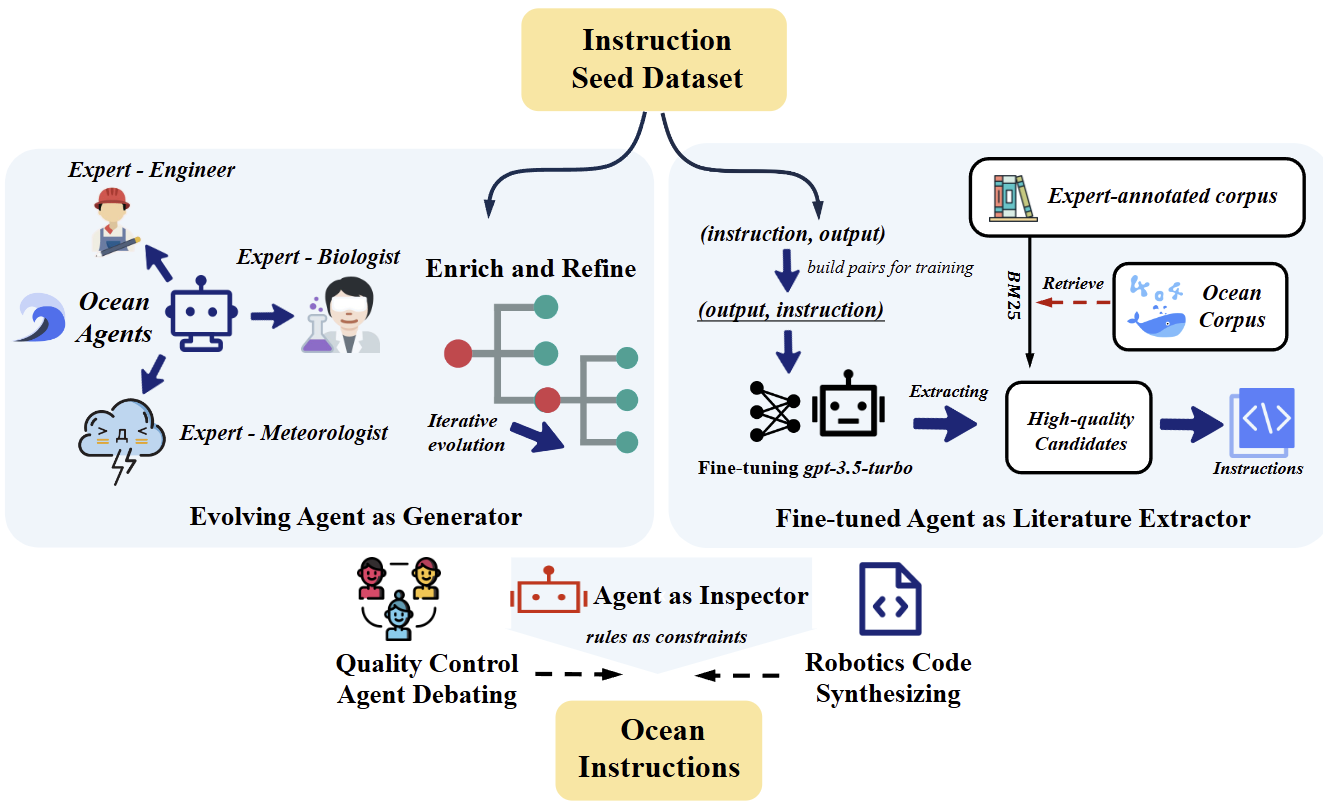 Instruction
Seed Dataset
Expert - Engineer
Expert - Biologist
Ocean
Agents
Expert - Meteorologist
Enrich and Refine
Iterative
evolution
Evolving Agent as Generator
(instruction, output)
build pairs for training
(output, instruction)
Fine-tuning gpt-3.5-turbo
Extracting
Expert-annotated corpus
BM25
Retrieve
404
Ocean
Corpus
High-quality
Candidates
</>
Instructions
Fine-tuned Agent as Literature Extractor
Agent as Inspector
rules as constraints
Quality Control
Agent Debating
<>
Robotics Code
Synthesizing
Ocean
Instructions